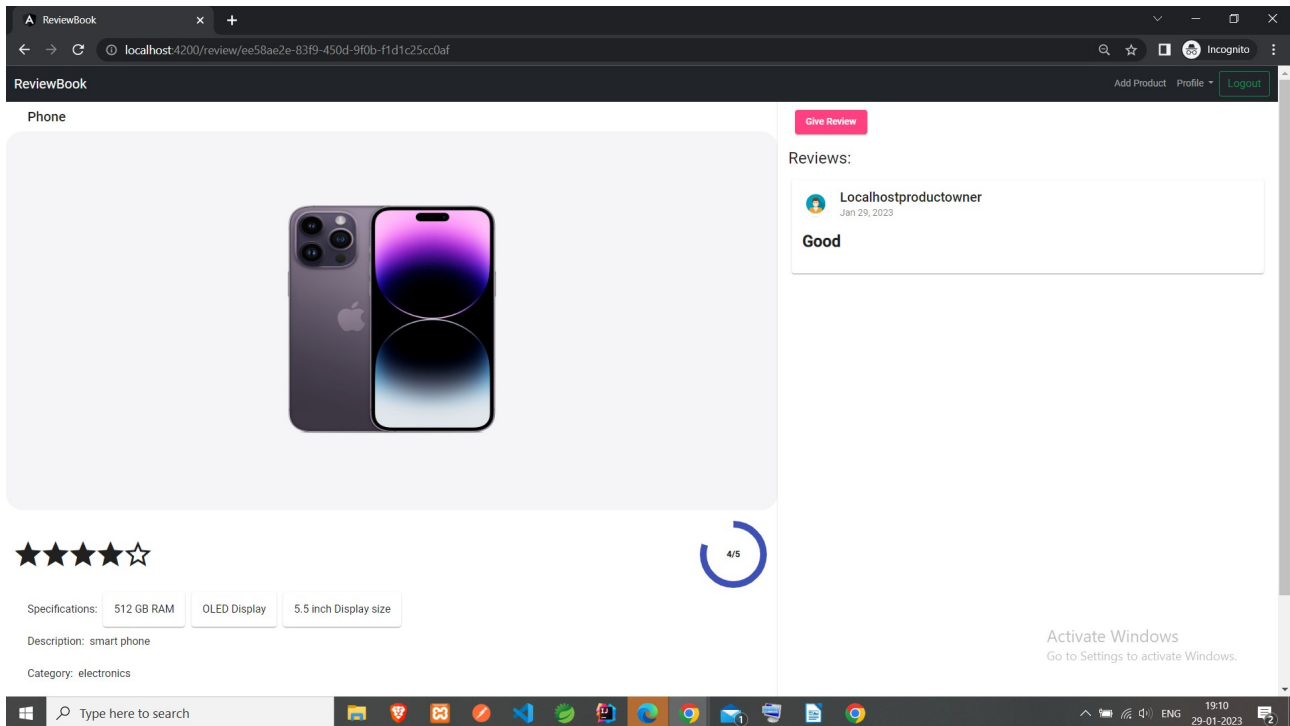 ReviewBook
localhost:4200/review/ee58ae2e-83f9-450d-9f0b-f1d1c25cc0af
Incognito
ReviewBook
Add Product Profile Logout
Phone
Give Review
Reviews:
Localhostproductowner
Jan 29, 2023
Good
4/5
Specifications: 512 GB RAM OLED Display 5.5 inch Display size
Description: smart phone
Category: electronics
Activate Windows
Go to Settings to activate Windows.
Type here to search
ENG
19:10
29-01-2023
2